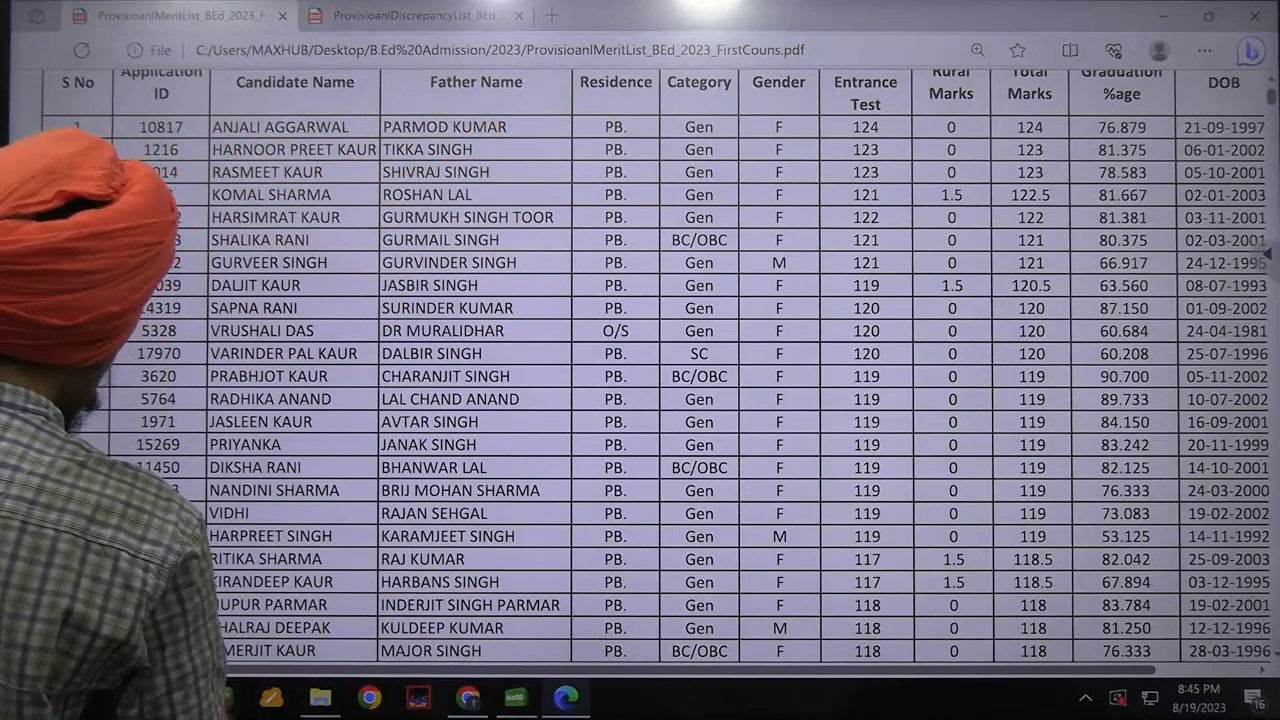 ProvisioanlMeritList_BEd_2023_F
ProvisioanlDiscrepancyList_BEd
File C:/Users/MAXHUB/Desktop/B.Ed%20Admission/2023/ProvisioanlMeritList_BEd_2023_FirstCouns.pdf
S No Application ID Candidate Name Father Name Residence Category Gender Entrance Test Rural Marks Total Marks Graduation %age DOB
1 10817 ANJALI AGGARWAL PARMOD KUMAR PB. Gen F 124 0 124 76.879 21-09-1997
1216 HARNOOR PREET KAUR TIKKA SINGH PB. Gen F 123 0 123 81.375 06-01-2002
014 RASMEET KAUR SHIVRAJ SINGH PB. Gen F 123 0 123 78.583 05-10-2001
KOMAL SHARMA ROSHAN LAL PB. Gen F 121 1.5 122.5 81.667 02-01-2003
HARSIMRAT KAUR GURMUKH SINGH TOOR PB. Gen F 122 0 122 81.381 03-11-2001
SHALIKA RANI GURMAIL SINGH PB. BC/OBC F 121 0 121 80.375 02-03-2001
GURVEER SINGH GURVINDER SINGH PB. Gen M 121 0 121 66.917 24-12-1995
039 DALJIT KAUR JASBIR SINGH PB. Gen F 119 1.5 120.5 63.560 08-07-1993
4319 SAPNA RANI SURINDER KUMAR PB. Gen F 120 0 120 87.150 01-09-2002
5328 VRUSHALI DAS DR MURALIDHAR O/S Gen F 120 0 120 60.684 24-04-1981
17970 VARINDER PAL KAUR DALBIR SINGH PB. SC F 120 0 120 60.208 25-07-1996
3620 PRABHJOT KAUR CHARANJIT SINGH PB. BC/OBC F 119 0 119 90.700 05-11-2002
5764 RADHIKA ANAND LAL CHAND ANAND PB. Gen F 119 0 119 89.733 10-07-2002
1971 JASLEEN KAUR AVTAR SINGH PB. Gen F 119 0 119 84.150 16-09-2001
15269 PRIYANKA JANAK SINGH PB. Gen F 119 0 119 83.242 20-11-1999
11450 DIKSHA RANI BHANWAR LAL PB. BC/OBC F 119 0 119 82.125 14-10-2001
NANDINI SHARMA BRIJ MOHAN SHARMA PB. Gen F 119 0 119 76.333 24-03-2000
VIDHI RAJAN SEHGAL PB. Gen F 119 0 119 73.083 19-02-2002
HARPREET SINGH KARAMJEET SINGH PB. Gen M 119 0 119 53.125 14-11-1992
RITIKA SHARMA RAJ KUMAR PB. Gen F 117 1.5 118.5 82.042 25-09-2003
KIRANDEEP KAUR HARBANS SINGH PB. Gen F 117 1.5 118.5 67.894 03-12-1995
UPUR PARMAR INDERJIT SINGH PARMAR PB. Gen F 118 0 118 83.784 19-02-2001
HALRAJ DEEPAK KULDEEP KUMAR PB. Gen M 118 0 118 81.250 12-12-1996
MERJIT KAUR MAJOR SINGH PB. BC/OBC F 118 0 118 76.333 28-03-1996
Note
8:45 PM
8/19/2023
16